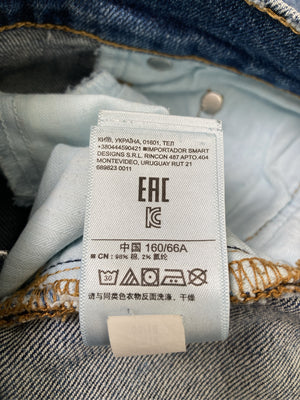 КИЇВ, УКРАЇНА, 01601, ТЕЛ
+380444590421 ■IMPORTADOR SMART
DESIGNS S.R.L. RINCON 487 APTO.404
MONTEVIDEO, URUGUAY RUT 21
689823 0011
EAC
中国 160/66A
■ CN: 98% 棉, 2% 氨纶
30
请与同类色衣物反面洗涤、干燥